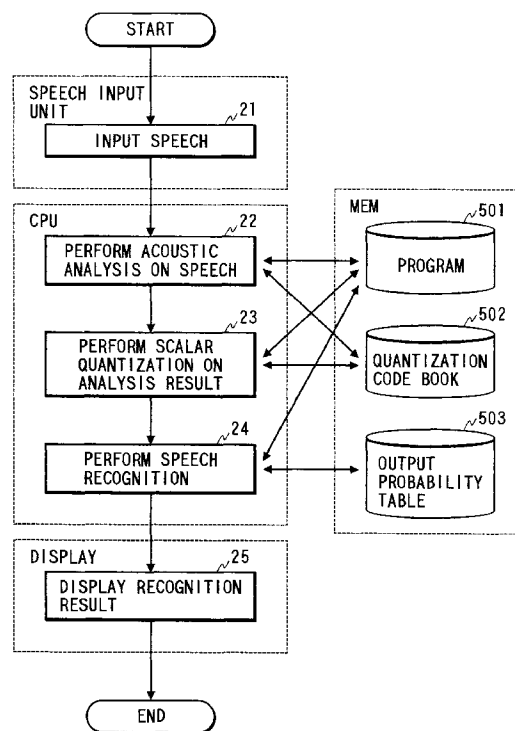 START
SPEECH INPUT
UNIT
21
INPUT SPEECH
CPU
22
PERFORM ACOUSTIC
ANALYSIS ON SPEECH
23
PERFORM SCALAR
QUANTIZATION ON
ANALYSIS RESULT
24
PERFORM SPEECH
RECOGNITION
MEM
501
PROGRAM
502
QUANTIZATION
CODE BOOK
503
OUTPUT
PROBABILITY
TABLE
DISPLAY
25
DISPLAY RECOGNITION
RESULT
END